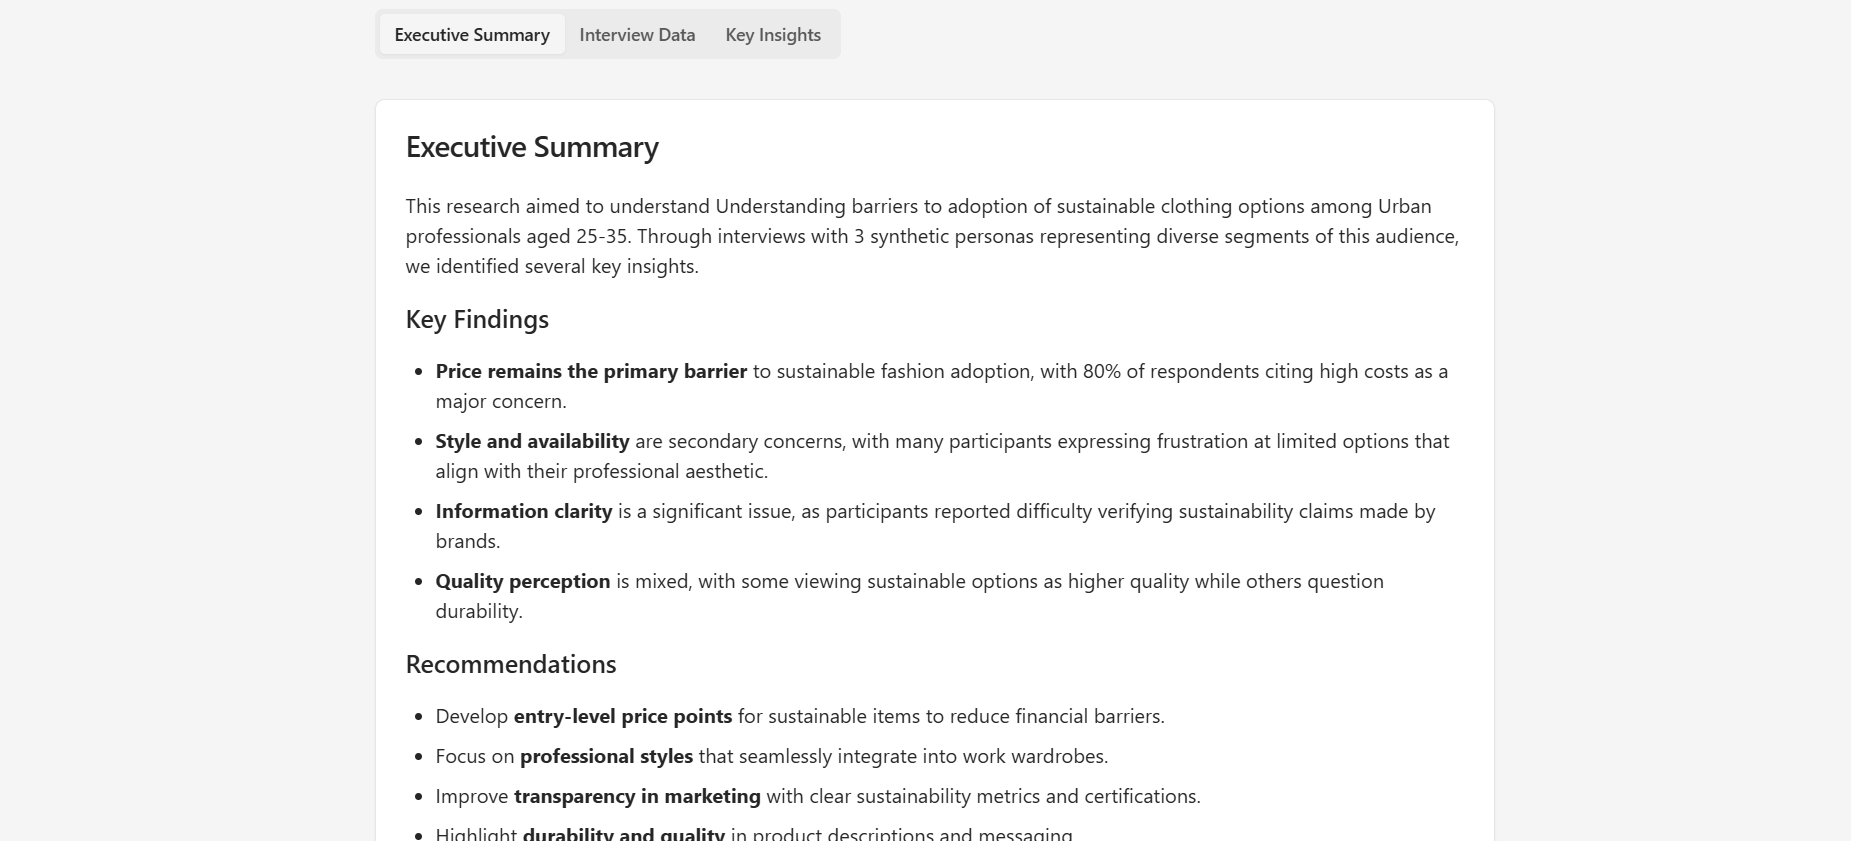 Executive Summary
Interview Data
Key Insights
Executive Summary
This research aimed to understand Understanding barriers to adoption of sustainable clothing options among Urban
professionals aged 25-35. Through interviews with 3 synthetic personas representing diverse segments of this audience,
we identified several key insights.
Key Findings
• Price remains the primary barrier to sustainable fashion adoption, with 80% of respondents citing high costs as a
major concern.
• Style and availability are secondary concerns, with many participants expressing frustration at limited options that
align with their professional aesthetic.
• Information clarity is a significant issue, as participants reported difficulty verifying sustainability claims made by
brands.
• Quality perception is mixed, with some viewing sustainable options as higher quality while others question
durability.
Recommendations
• Develop entry-level price points for sustainable items to reduce financial barriers.
• Focus on professional styles that seamlessly integrate into work wardrobes.
• Improve transparency in marketing with clear sustainability metrics and certifications.
• Highlight durability and quality in product descriptions and messaging.